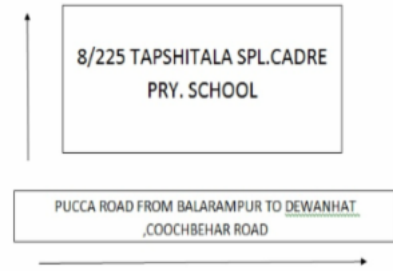 8/225 TAPSHITALA SPL.CADRE
PRY. SCHOOL
PUCCA ROAD FROM BALARAMPUR TO DEWANHAT
,COOCHBEHAR ROAD